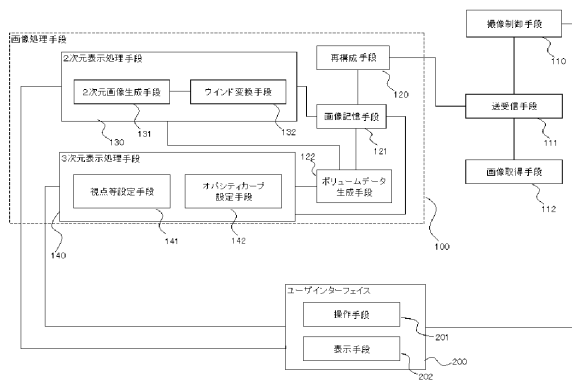 画像処理手段
2次元表示処理手段
2次元画像生成手段
131
ウインド変換手段
132
130
再構成手段
120
画像記憶手段
121
122
ボリュームデータ
生成手段
3次元表示処理手段
視点等設定手段
141
オパシティカーブ
設定手段
142
140
100
撮像制御手段
110
送受信手段
111
画像取得手段
112
ユーザインターフェイス
操作手段
201
表示手段
202
200